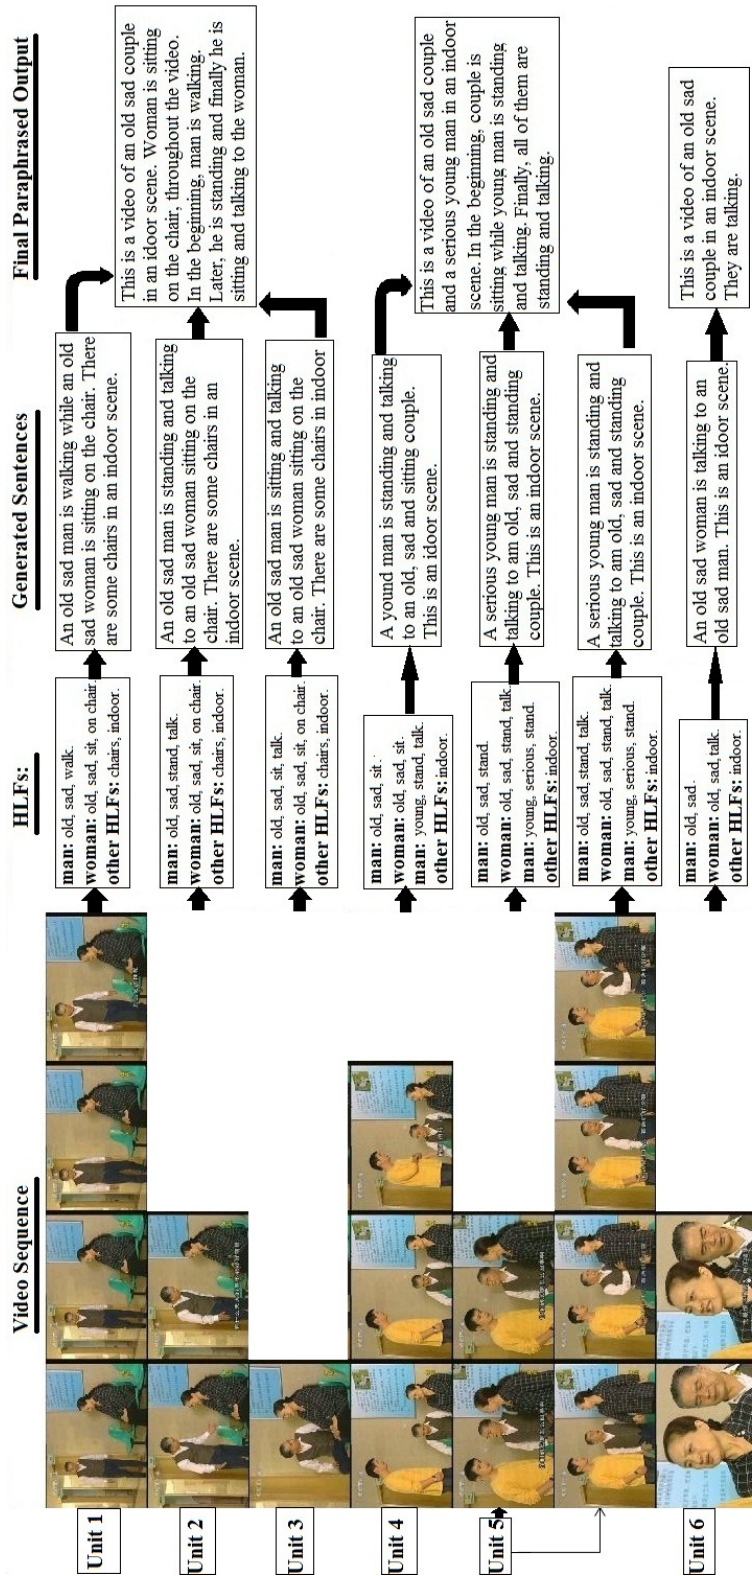 Video Sequence
HLFs:
Generated Sentences
Final Paraphrased Output
Unit 1
man: old, sad, walk.
woman: old, sad, sit, on chair.
other HLFs: chairs, indoor.
An old sad man is walking while an old
sad woman is sitting on the chair. There
are some chairs in an indoor scene.
Unit 2
man: old, sad, stand, talk.
woman: old, sad, sit, on chair.
other HLFs: chairs, indoor.
An old sad man is standing and talking
to an old sad woman sitting on the
chair. There are some chairs in an
indoor scene.
Unit 3
man: old, sad, sit, talk.
woman: old, sad, sit, on chair.
other HLFs: chairs, indoor.
An old sad man is sitting and talking
to an old sad woman sitting on the
chair. There are some chairs in indoor
This is a video of an old sad couple
in an idoor scene. Woman is sitting
on the chair, throughout the video.
In the beginning, man is walking.
Later, he is standing and finally he is
sitting and talking to the woman.
Unit 4
man: old, sad, sit.
woman: old, sad, sit.
man: young, stand, talk.
other HLFs: indoor.
A yound man is standing and talking
to an old, sad and sitting couple.
This is an idoor scene.
Unit 5
man: old, sad, stand.
woman: old, sad, stand, talk.
man: young, serious, stand.
other HLFs: indoor.
A serious young man is standing and
talking to am old, sad and standing
couple. This is an indoor scene.
man: old, sad, stand, talk.
woman: old, sad, stand, talk.
man: young, serious, stand.
other HLFs: indoor.
A serious young man is standing and
talking to am old, sad and standing
couple. This is an indoor scene.
This is a video of an old sad couple
and a serious young man in an indoor
scene. In the beginning, couple is
sitting while young man is standing
and talking. Finally, all of them are
standing and talking.
Unit 6
man: old, sad.
woman: old, sad, talk.
other HLFs: indoor.
An old sad woman is talking to an
old sad man. This is an idoor scene.
This is a video of an old sad
couple in an indoor scene.
They are talking.